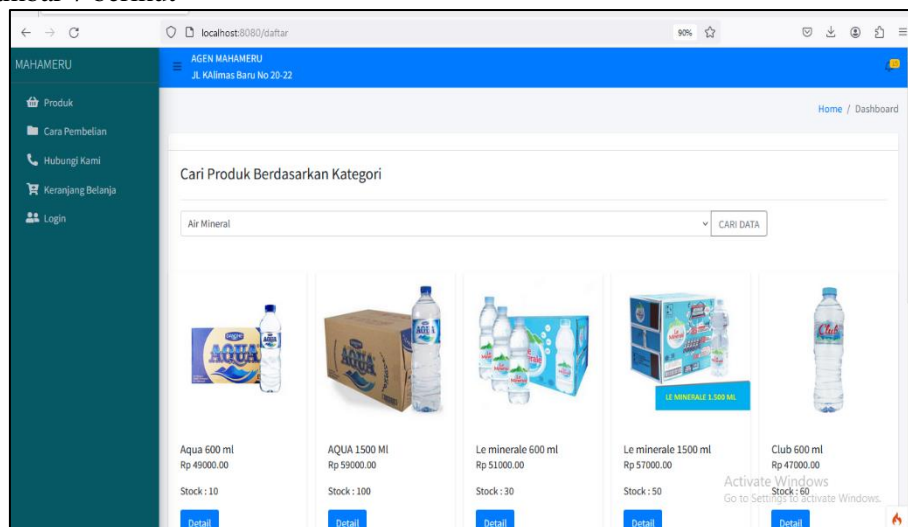 localhost:8080/daftar
90%
MAHAMERU
AGEN MAHAMERU
JL KAlimas Baru No 20-22
Home / Dashboard
Produk
Cara Pembelian
Hubungi Kami
Keranjang Belanja
Login
Cari Produk Berdasarkan Kategori
Air Mineral
CARI DATA
AQUA
AQUA
AQUA
AQUA
Club
LE MINERALE 1.500 ML
Aqua 600 ml
Rp 49000.00
Stock : 10
Detail
AQUA 1500 Ml
Rp 59000.00
Stock : 100
Detail
Le minerale 600 ml
Rp 51000.00
Stock : 30
Detail
Le minerale 1500 ml
Rp 57000.00
Stock : 50
Detail
Club 600 ml
Rp 47000.00
Stock : 60
Detail
Activate Windows
Go to Settings to activate Windows.